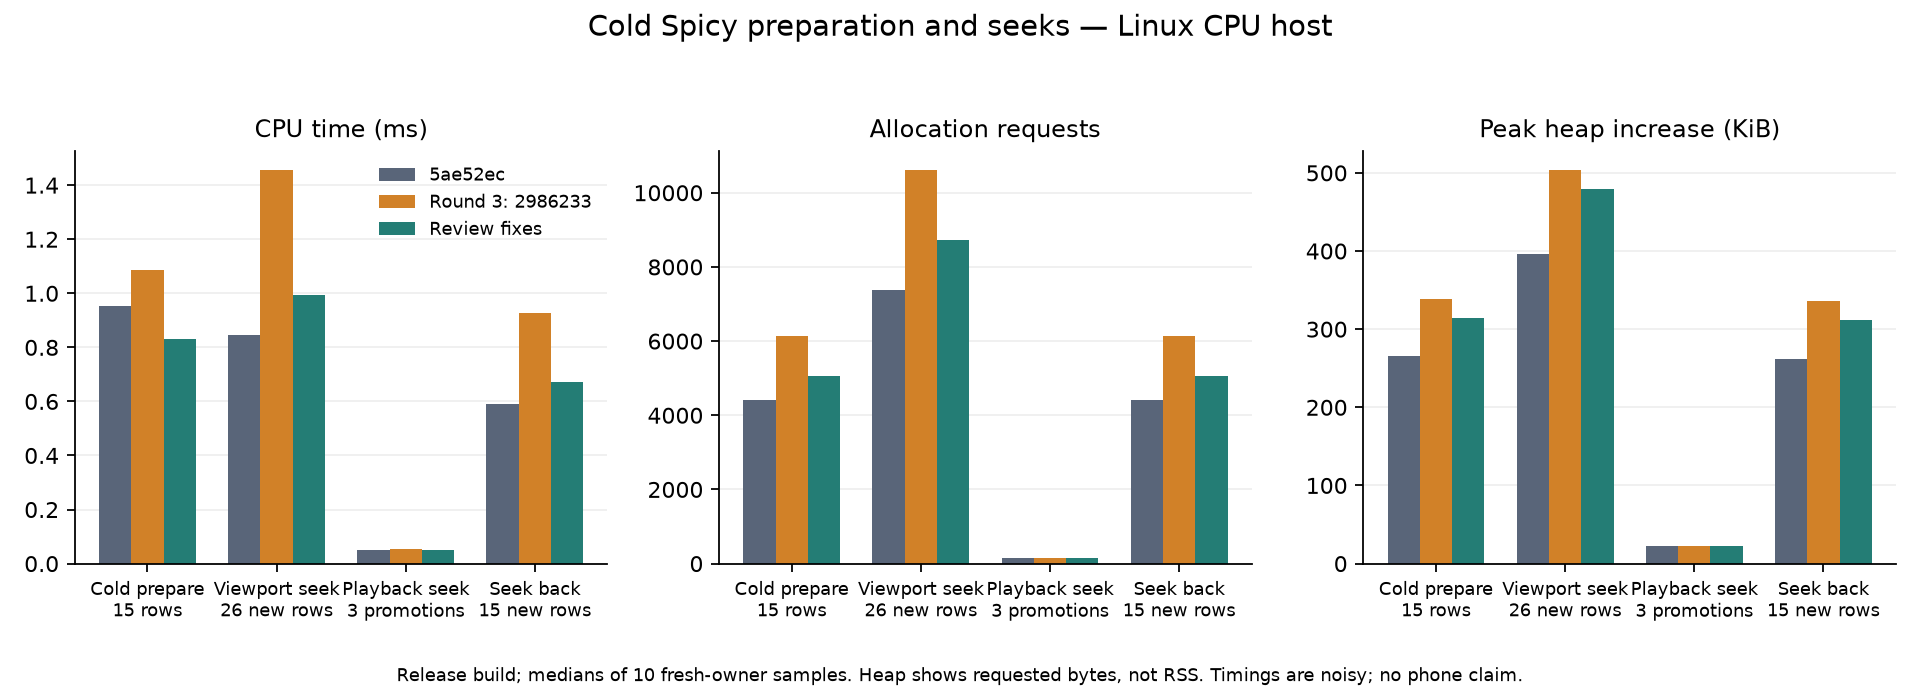 Cold Spicy preparation and seeks — Linux CPU host
CPU time (ms)
5ae52ec
Round 3: 2986233
Review fixes
1.4
1.2
1.0
0.8
0.6
0.4
0.2
0.0
Cold prepare
15 rows
Viewport seek
26 new rows
Playback seek
3 promotions
Seek back
15 new rows
Allocation requests
10000
8000
6000
4000
2000
0
Cold prepare
15 rows
Viewport seek
26 new rows
Playback seek
3 promotions
Seek back
15 new rows
Peak heap increase (KiB)
500
400
300
200
100
0
Cold prepare
15 rows
Viewport seek
26 new rows
Playback seek
3 promotions
Seek back
15 new rows
Release build; medians of 10 fresh-owner samples. Heap shows requested bytes, not RSS. Timings are noisy; no phone claim.